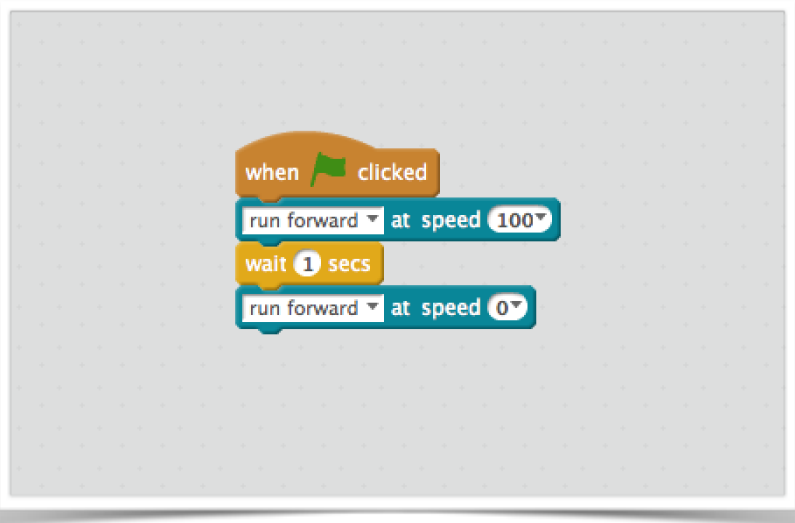 when clicked
run forward at speed 100
wait 1 secs
run forward at speed 0